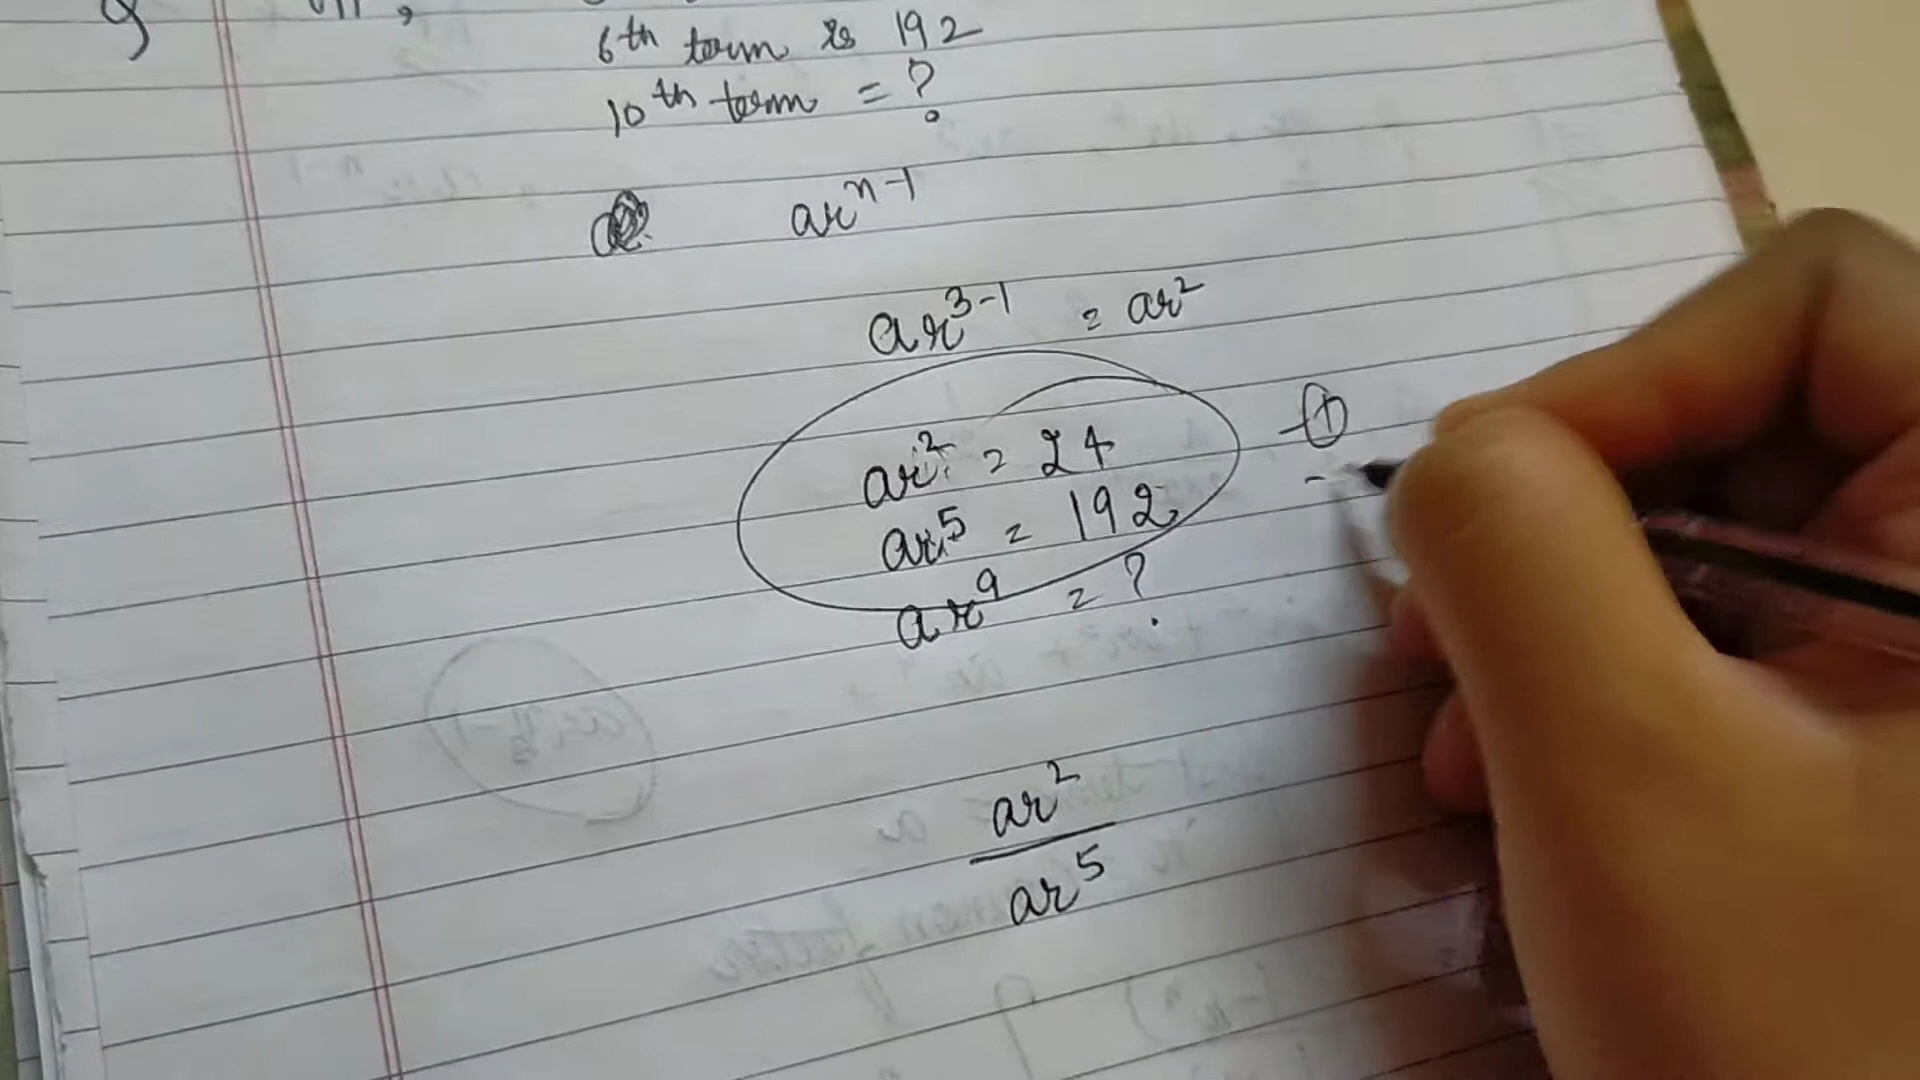 6th term is 192
10th term = ?
ar^{n-1}
ar^{3-1} = ar^2
ar^2 = 24 - ①
ar^5 = 192 -
ar^9 = ?
ar^2
ar^5